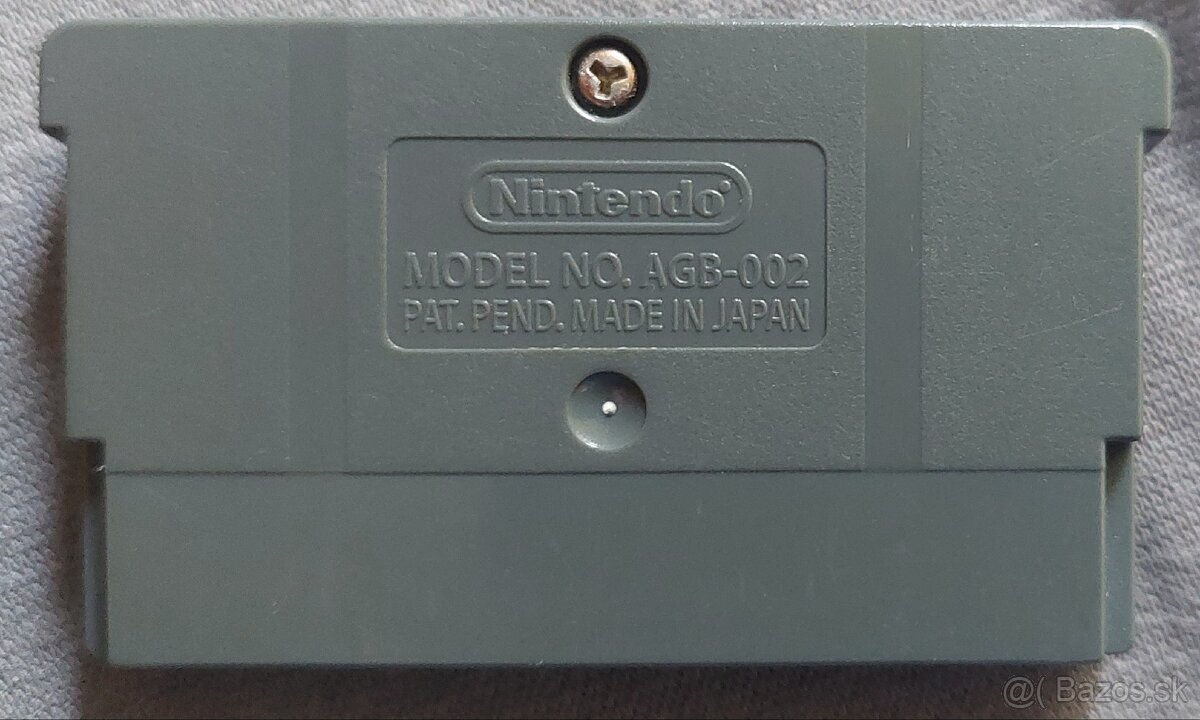 Nintendo
MODEL NO. AGB-002
PAT. PEND. MADE IN JAPAN
@( Bazos.sk